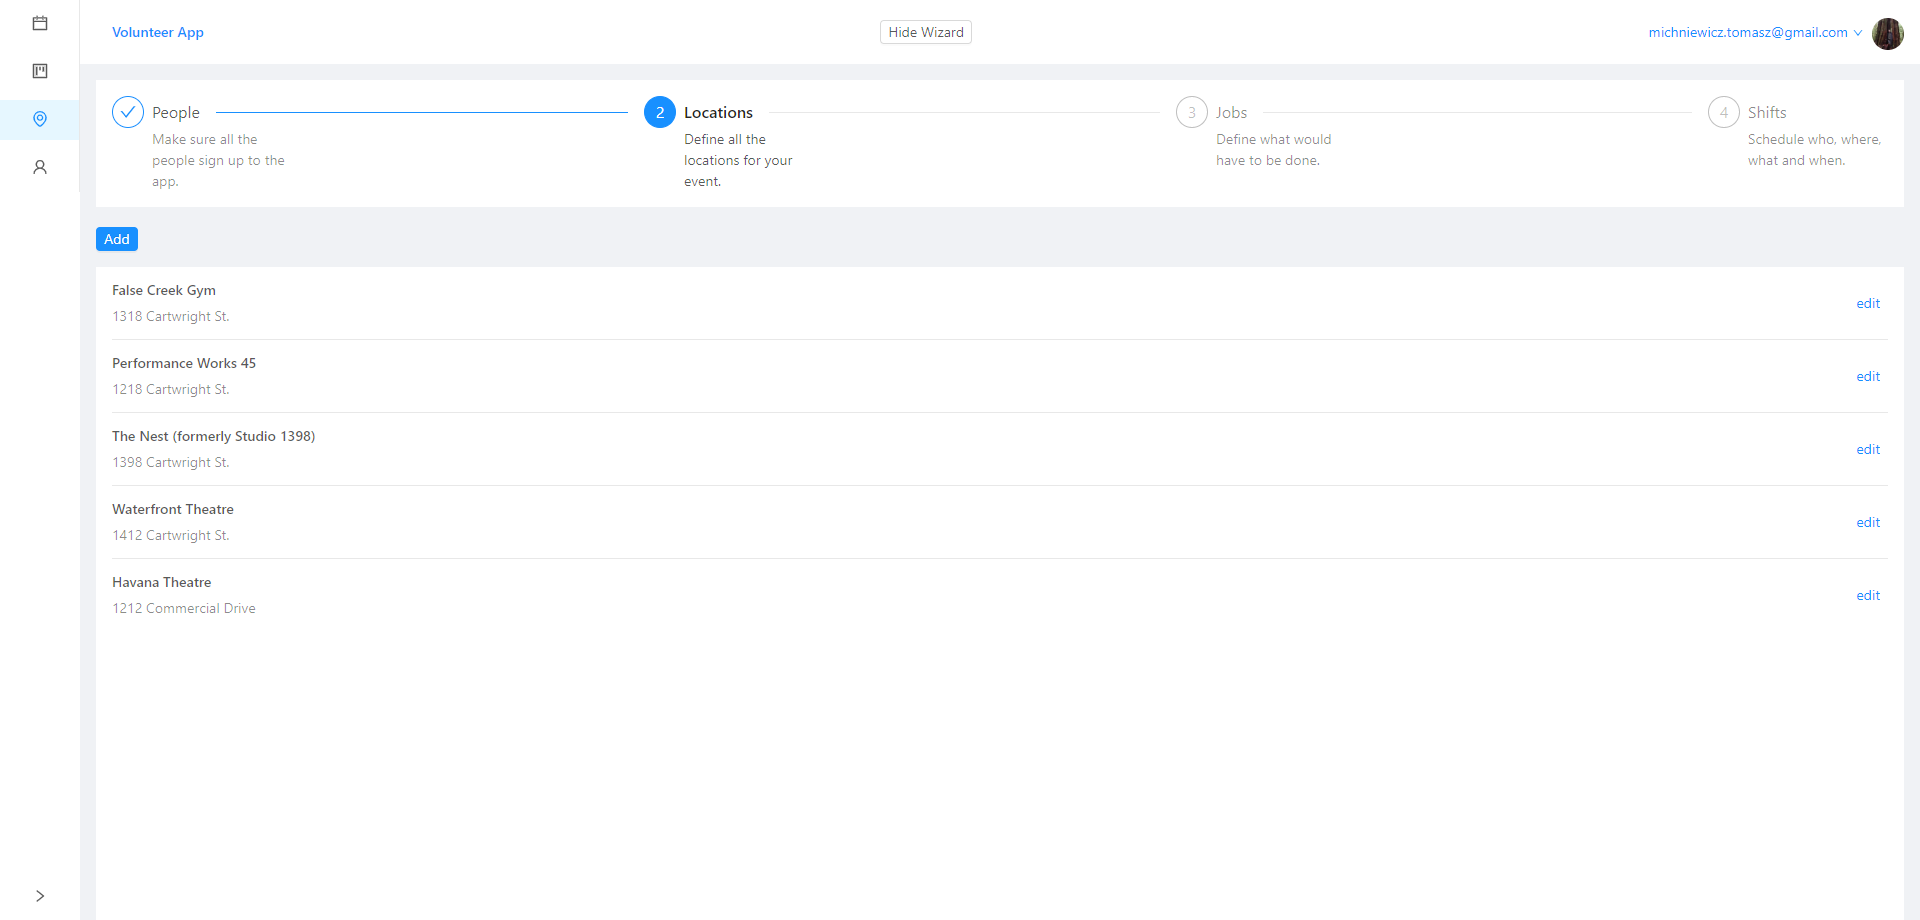 Volunteer App
Hide Wizard
michniewicz.tomasz@gmail.com
People
Make sure all the
people sign up to the
app.
2
Locations
Define all the
locations for your
event.
3
Jobs
Define what would
have to be done.
4
Shifts
Schedule who, where,
what and when.
Add
False Creek Gym
1318 Cartwright St.
edit
Performance Works 45
1218 Cartwright St.
edit
The Nest (formerly Studio 1398)
1398 Cartwright St.
edit
Waterfront Theatre
1412 Cartwright St.
edit
Havana Theatre
1212 Commercial Drive
edit